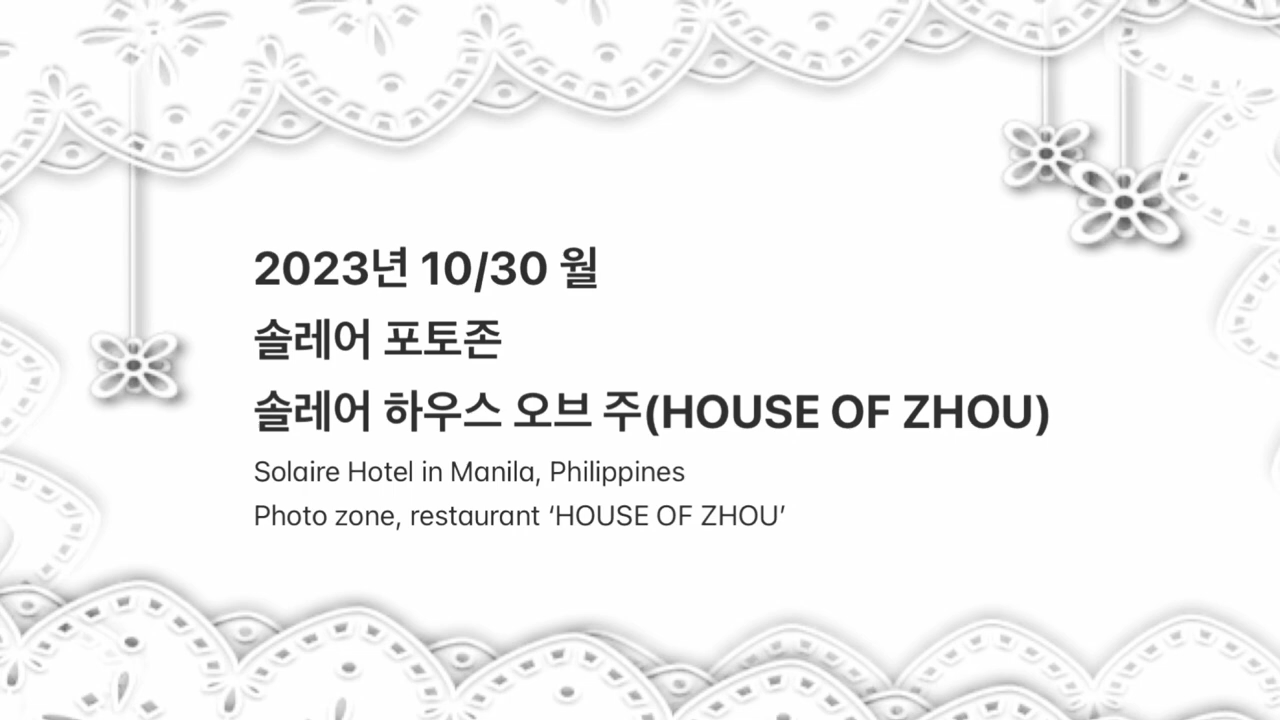 2023년 10/30 월
솔레어 포토존
솔레어 하우스 오브 주(HOUSE OF ZHOU)
Solaire Hotel in Manila, Philippines
Photo zone, restaurant ‘HOUSE OF ZHOU’